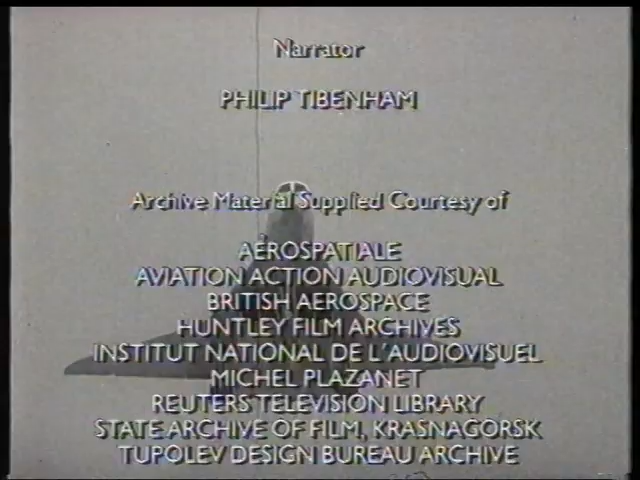 Narrator
PHILIP TIBENHAM
Archive Material Supplied Courtesy of
AÉROSPATIALE
AVIATION ACTION AUDIOVISUAL
BRITISH AEROSPACE
HUNTLEY FILM ARCHIVES
INSTITUT NATIONAL DE L'AUDIOVISUEL
MICHEL PLAZANET
REUTERS TELEVISION LIBRARY
STATE ARCHIVE OF FILM, KRASNAGORSK
TUPOLEV DESIGN BUREAU ARCHIVE